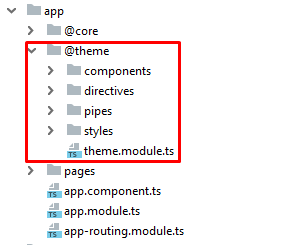 app
@core
@theme
components
directives
pipes
styles
TS theme.module.ts
pages
TS app.component.ts
TS app.module.ts
TS app-routing.module.ts